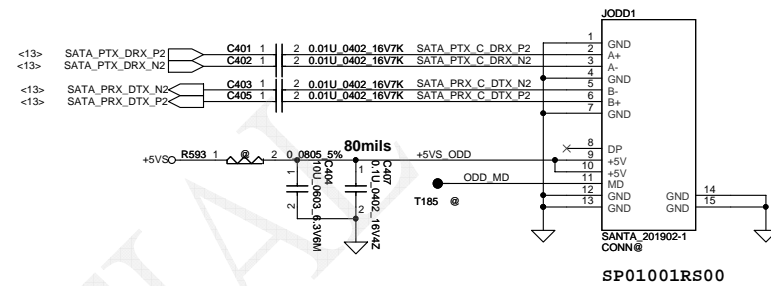 JODD1
<13> SATA_PTX_DRX_P2 C401 1 2 0.01U_0402_16V7K SATA_PTX_C_DRX_P2 1 GND
<13> SATA_PTX_DRX_N2 C402 1 2 0.01U_0402_16V7K SATA_PTX_C_DRX_N2 2 A+
3 A-
4 GND
<13> SATA_PRX_DTX_N2 C403 1 2 0.01U_0402_16V7K SATA_PRX_C_DTX_N2 5 B-
<13> SATA_PRX_DTX_P2 C405 1 2 0.01U_0402_16V7K SATA_PRX_C_DTX_P2 6 B+
7 GND
80mils
8 DP
+5VS R593 1 @ 2 0_0805_5% +5VS_ODD 9 +5V
10 +5V
ODD_MD 11 MD
12 GND GND 14
13 GND GND 15
1 2 C404 10U_0603_6.3V6M
1 2 C407 0.1U_0402_16V4Z
T185 @
SANTA_201902-1
CONN@
SP01001RS00